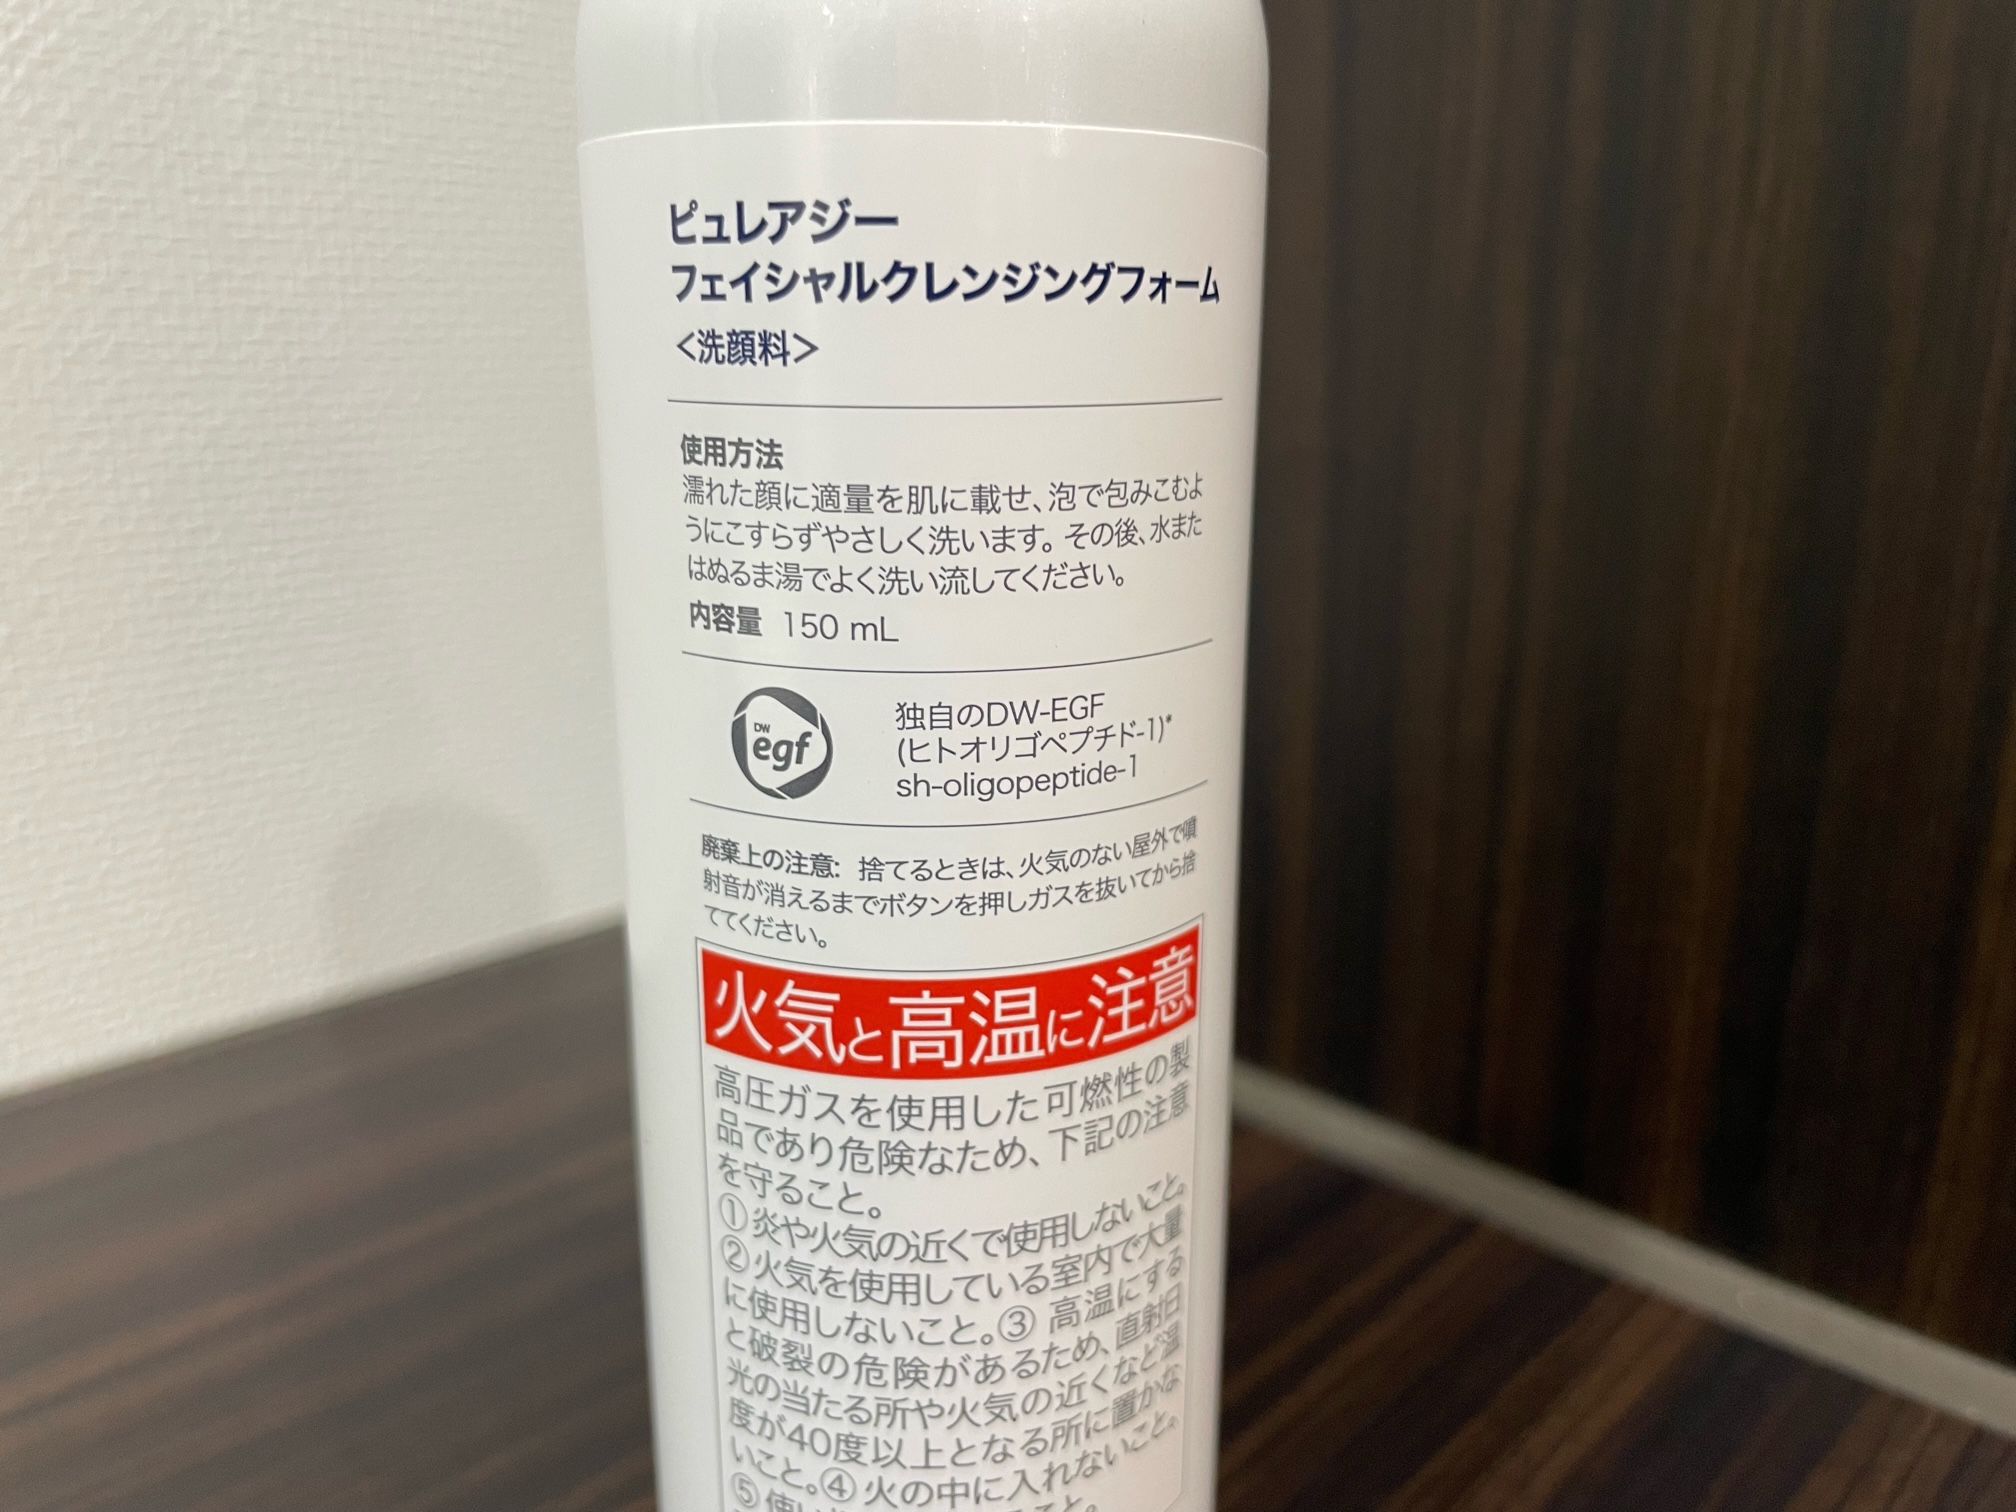 ピュレアジー
フェイシャルクレンジングフォーム
<洗顔料>
使用方法
濡れた顔に適量を肌に載せ、泡で包みこむよ
うにこすらずやさしく洗います。その後、水また
はぬるま湯でよく洗い流してください。
内容量 150 mL
DW
egf
独自のDW-EGF
(ヒトオリゴペプチド-1)*
sh-oligopeptide-1
廃棄上の注意: 捨てるときは、火気のない屋外で噴
射音が消えるまでボタンを押しガスを抜いてから捨
ててください。
火気と高温に注意
高圧ガスを使用した可燃性の製
品であり危険なため、下記の注意
を守ること。
①炎や火気の近くで使用しないこと。
②火気を使用している室内で大量
に使用しないこと。③ 高温にする
と破裂の危険があるため、直射日
光の当たる所や火気の近くなど温
度が40度以上となる所に置かな
いこと。④ 火の中に入れないこと。
⑤ 使い